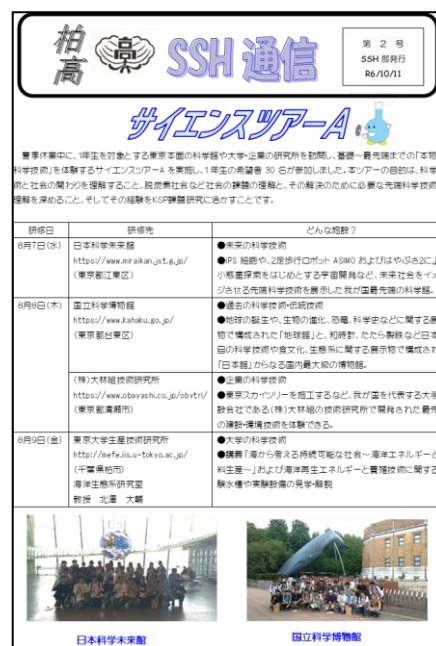 柏高
高
SSH 通信
第 2 号
SSH 部発行
R6/10/11
サイエンスツアーA
夏季休業中に、1年生を対象とする東京本面の科学館や大学・企業の研究所を訪問し、基礎～最先端までの「本物
科学技術」を体験するサイエンスツアーA を実施し、1 年生の希望者 30 名が参加しました。本ツアーの目的は、科学
術と社会の関わりを理解すること、脱炭素社会など社会の課題の理解と、その解決のために必要な先端科学技術
理解を深めること、そしてその経験をKSP課題研究に活かすことです。
研修日 研修先 どんな施設？
8月7日(水) 日本科学未来館 ●未来の科学技術
https://www.miraikan.jst.g.jp/ ●iPS 細胞や、2足歩行ロボット ASIMO およびはやぶさ2によ
(東京都江東区) 小惑星探索をはじめとする宇宙開発など、未来社会をイメ
ジさせる先端科学技術を展示した我が国最先端の科学館。
8月8日(木) 国立科学博物館 ●過去の科学技術・伝統技術
https://www.kahaku.go.jp/ ●地球の誕生や、生物の進化、恐竜、科学史などに関する展
(東京都台東区) 物で構成された「地球館」と、和時計、たたら製鉄など日本
自の科学技術や食文化、生態系に関する展示物で構成され
「日本館」からなる国内最大級の博物館。
(株)大林組技術研究所 ●企業の科学技術
https://www.obayashi.co.jp/obytri/ ●東京スカイツリーを施工するなど、我が国を代表する大手
(東京都清瀬市) 設会社である(株)大林組の技術研究所で開発された最先
の建設・環境技術を体験できる。
8月9日(金) 東京大学生産技術研究所 ●大学の科学技術
http://mefe.iis.u-tokyo.ac.jp/ ●講義「海から考える持続可能な社会～海洋エネルギーと
(千葉県柏市) 料生産～」および海洋再生エネルギーと養殖技術に関する
海洋生態系研究室 験水槽や実験設備の見学・解説
教授 北澤 大輔
日本科学未来館
国立科学博物館